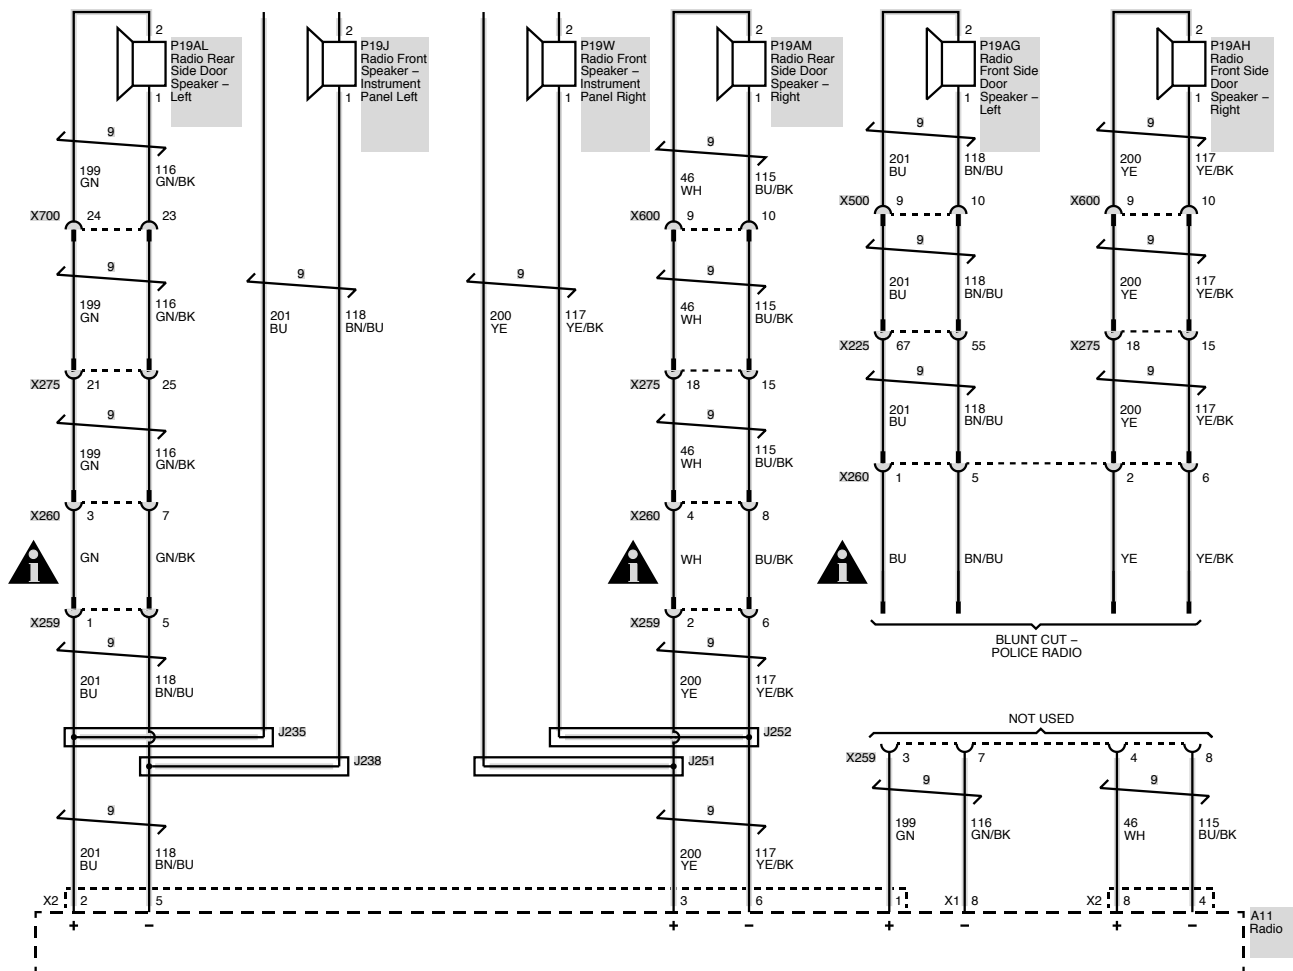 2
P19AL
Radio Rear
Side Door
Speaker –
Left
1
2
P19J
Radio Front
Speaker –
Instrument
Panel Left
1
2
P19W
Radio Front
Speaker –
Instrument
Panel Right
1
2
P19AM
Radio Rear
Side Door
Speaker –
Right
1
2
P19AG
Radio
Front Side
Door
Speaker –
Left
1
2
P19AH
Radio
Front Side
Door
Speaker –
Right
1
9
199
GN
116
GN/BK
X700 24 23
9
199
GN
116
GN/BK
X275 21 25
9
199
GN
116
GN/BK
X260 3 7
i
GN GN/BK
X259 1 5
9
201
BU
118
BN/BU
J235
J238
9
201
BU
118
BN/BU
X2 2 5
+ –
9
201
BU
118
BN/BU
9
200
YE
117
YE/BK
9
46
WH
115
BU/BK
X600 9 10
9
46
WH
115
BU/BK
X275 18 15
9
46
WH
115
BU/BK
X260 4 8
i
WH BU/BK
X259 2 6
9
200
YE
117
YE/BK
J252
J251
9
200
YE
117
YE/BK
3 6
+ –
9
201
BU
118
BN/BU
X500 9 10
9
201
BU
118
BN/BU
X225 67 55
9
201
BU
118
BN/BU
X260 1 5
i
BU BN/BU
9
200
YE
117
YE/BK
X600 9 10
9
200
YE
117
YE/BK
X275 18 15
9
200
YE
117
YE/BK
2 6
YE YE/BK
BLUNT CUT –
POLICE RADIO
NOT USED
X259 3 7 4 8
9
199
GN
116
GN/BK
9
46
WH
115
BU/BK
1 X1 8 X2 8 4
+ – + –
A11
Radio